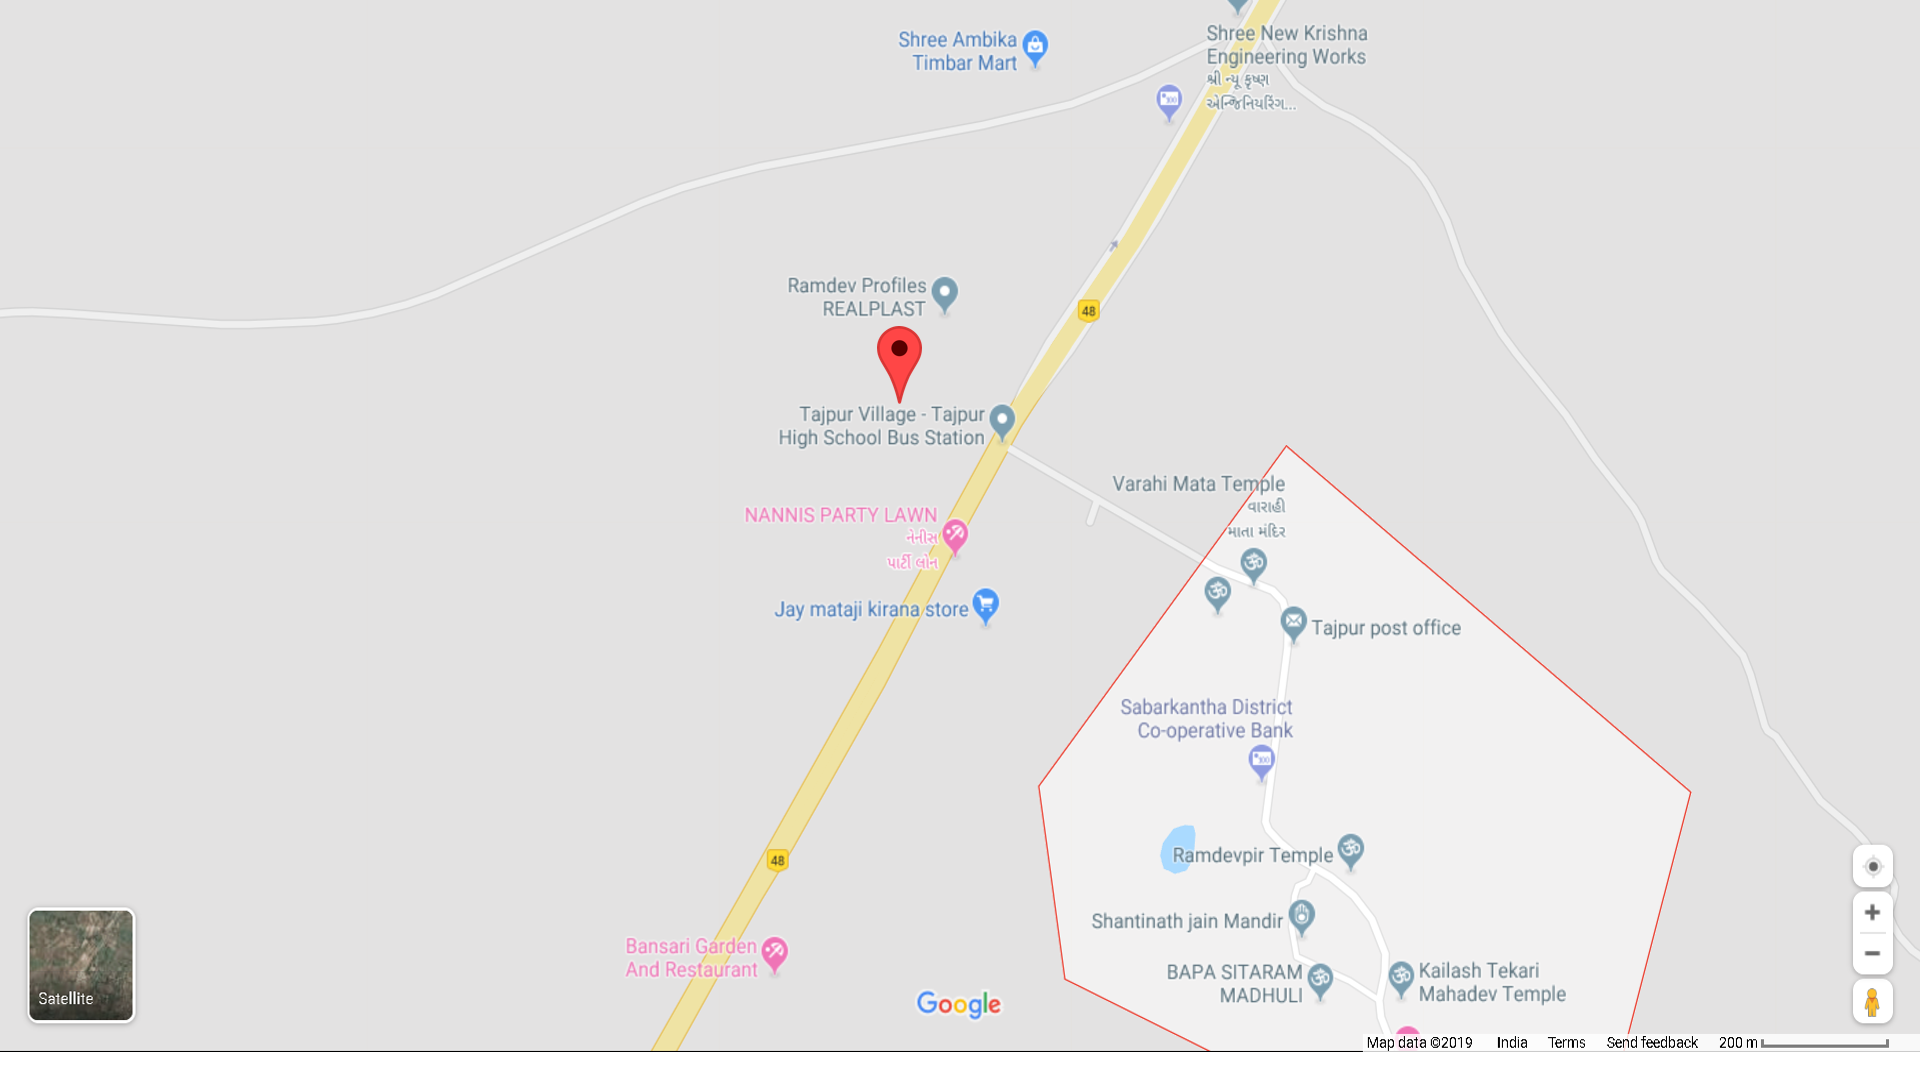 Shree Ambika
Timbar Mart
Shree New Krishna
Engineering Works
શ્રી ન્યૂ કૃષ્ણ
એન્જિનિયરિંગ...
Ramdev Profiles
REALPLAST
48
Tajpur Village - Tajpur
High School Bus Station
Varahi Mata Temple
વારાહી
માતા મંદિર
NANNIS PARTY LAWN
નેનીસ
પાર્ટી લોન
Jay mataji kirana store
Tajpur post office
Sabarkantha District
Co-operative Bank
48
Ramdevpir Temple
Shantinath jain Mandir
Bansari Garden
And Restaurant
BAPA SITARAM
MADHULI
Kailash Tekari
Mahadev Temple
Satellite
Google
Map data ©2019 India Terms Send feedback 200 m